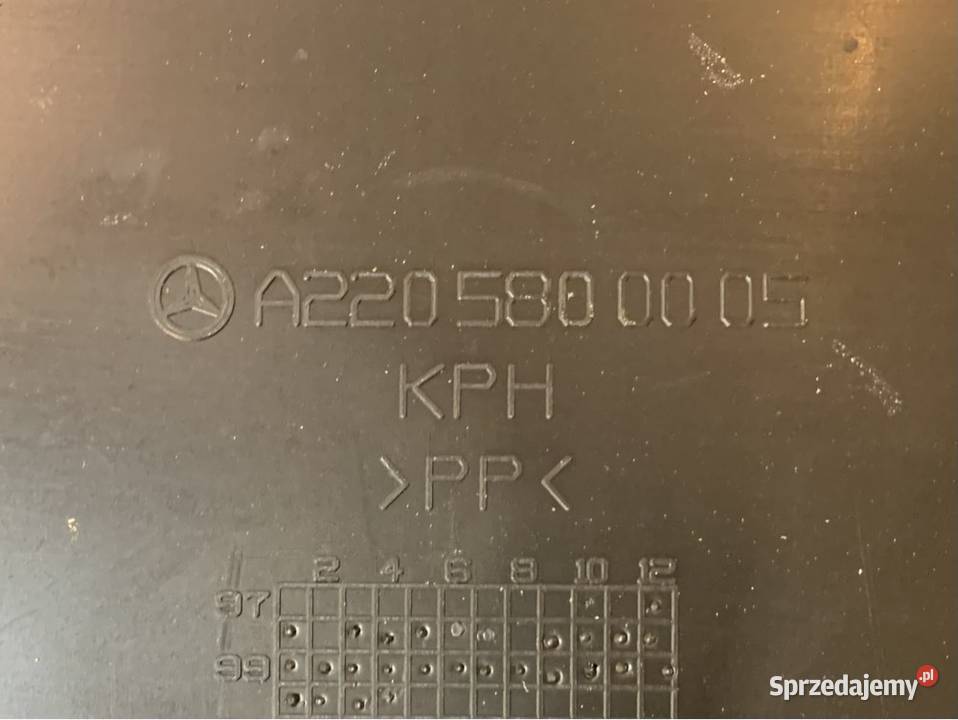 A220 580 00 05
KPH
>PP<
2 4 6 8 10 12
97
99
Sprzedajemy.pl